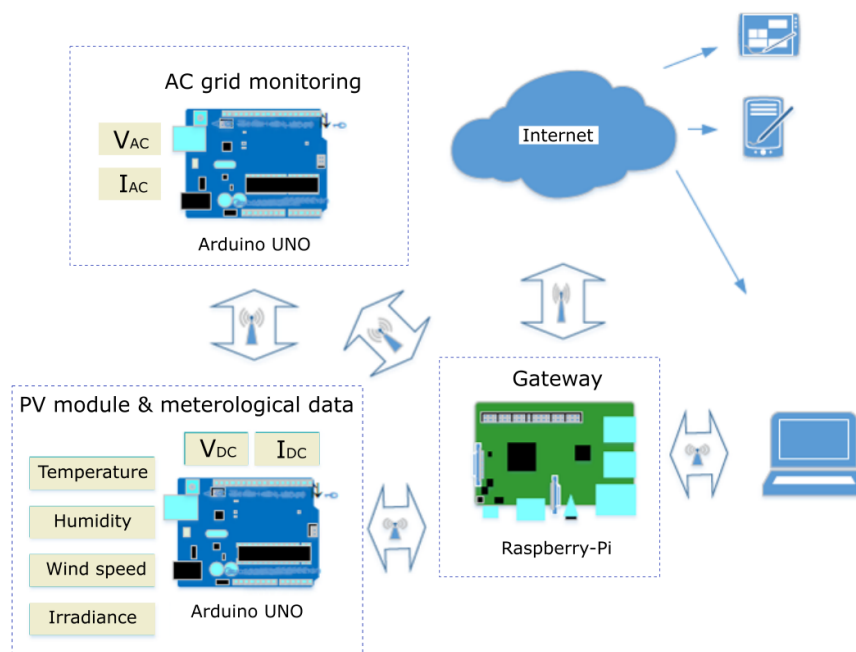 AC grid monitoring
VAC
IAC
Arduino UNO
Internet
PV module & meterological data
VDC
IDC
Temperature
Humidity
Wind speed
Irradiance
Arduino UNO
Gateway
Raspberry-Pi